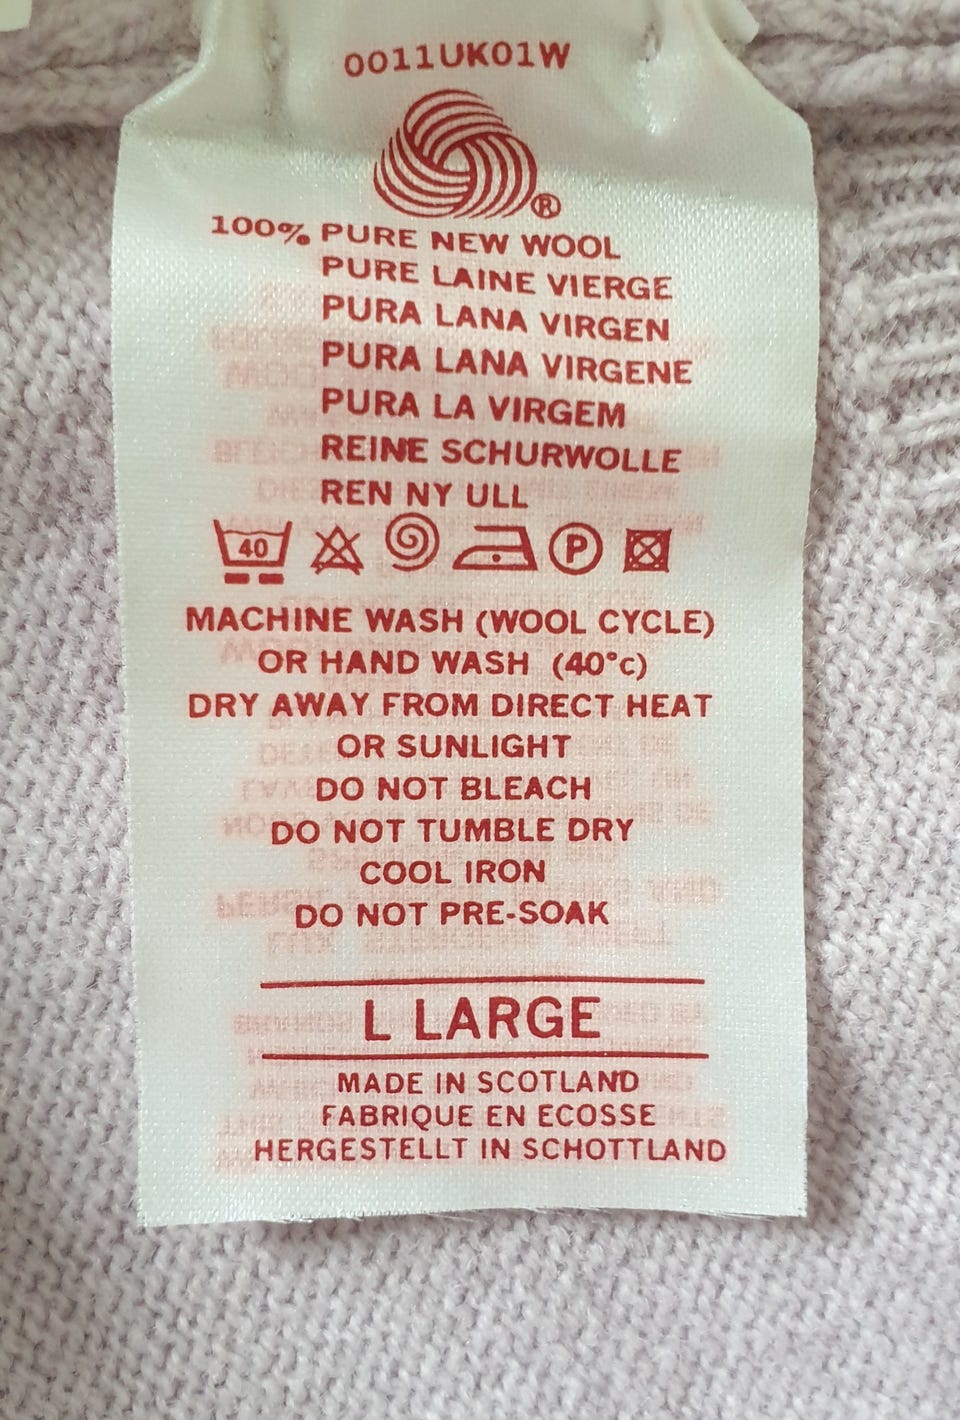 0011UK01W
®
100% PURE NEW WOOL
PURE LAINE VIERGE
PURA LANA VIRGEN
PURA LANA VIRGENE
PURA LA VIRGEM
REINE SCHURWOLLE
REN NY ULL
40 P
MACHINE WASH (WOOL CYCLE)
OR HAND WASH (40°c)
DRY AWAY FROM DIRECT HEAT
OR SUNLIGHT
DO NOT BLEACH
DO NOT TUMBLE DRY
COOL IRON
DO NOT PRE-SOAK
L LARGE
MADE IN SCOTLAND
FABRIQUE EN ECOSSE
HERGESTELLT IN SCHOTTLAND